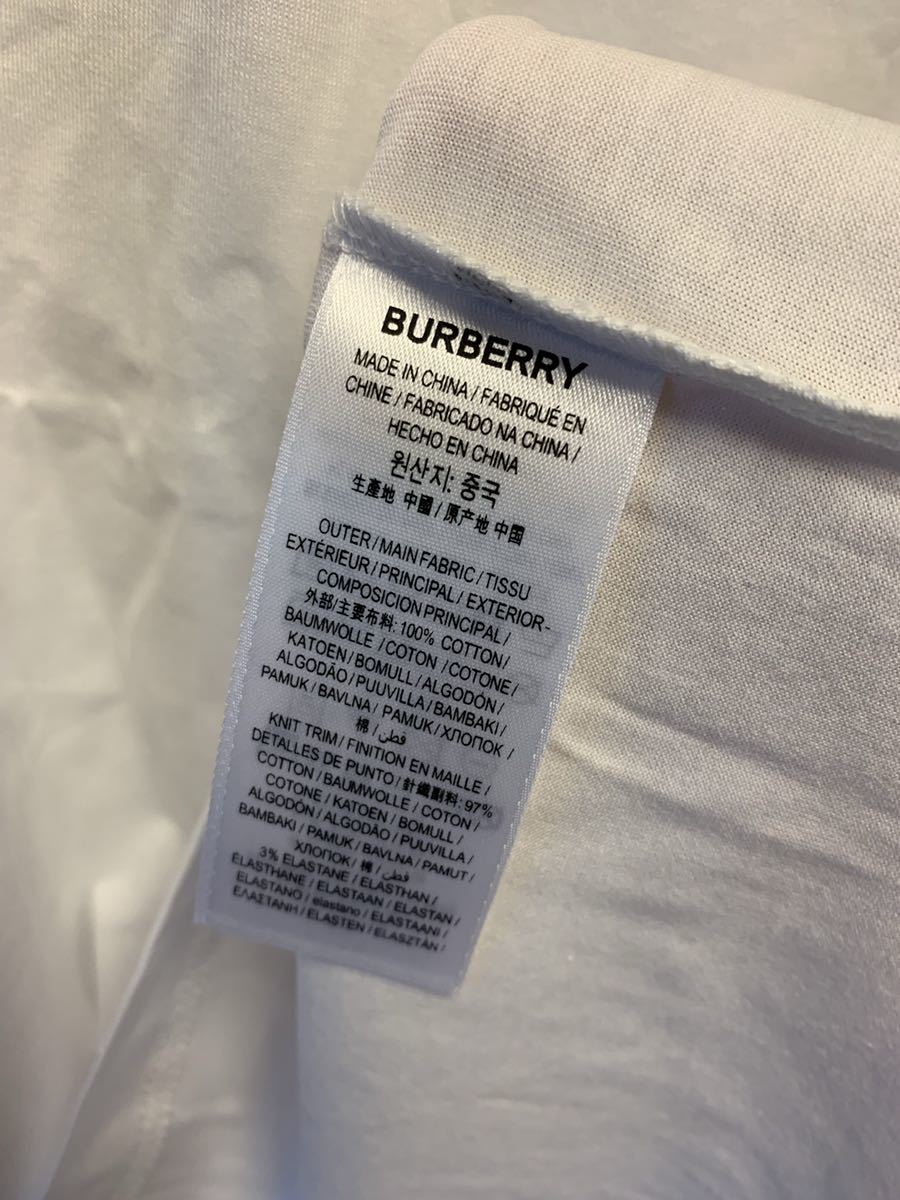 BURBERRY
MADE IN CHINA / FABRIQUÉ EN
CHINE / FABRICADO NA CHINA /
HECHO EN CHINA
원산지: 중국
生產地 中國 / 原产地 中国
OUTER / MAIN FABRIC / TISSU
EXTÉRIEUR / PRINCIPAL / EXTERIOR-
COMPOSICION PRINCIPAL /
外部/主要布料: 100% COTTON /
BAUMWOLLE / COTON / COTONE /
KATOEN / BOMULL / ALGODÓN /
ALGODÃO / PUUVILLA / BAMBAKI /
PAMUK / BAVLNA / PAMUK / ХЛОПОК /
棉 / قطن /
KNIT TRIM / FINITION EN MAILLE /
DETALLES DE PUNTO / 針織副料: 97%
COTTON / BAUMWOLLE / COTON /
COTONE / KATOEN / BOMULL /
ALGODÓN / ALGODÃO / PUUVILLA /
BAMBAKI / PAMUK / BAVLNA / PAMUT /
ХЛОПОК / 棉 / قطن /
3% ELASTANE / ELASTHAN /
ÉLASTHANE / ELASTAAN / ELASTAN /
ELASTANO / elastano / ELASTAANI /
ΕΛΑΣΤΑΝΗ / ELASTEN / ELASZTÁN /